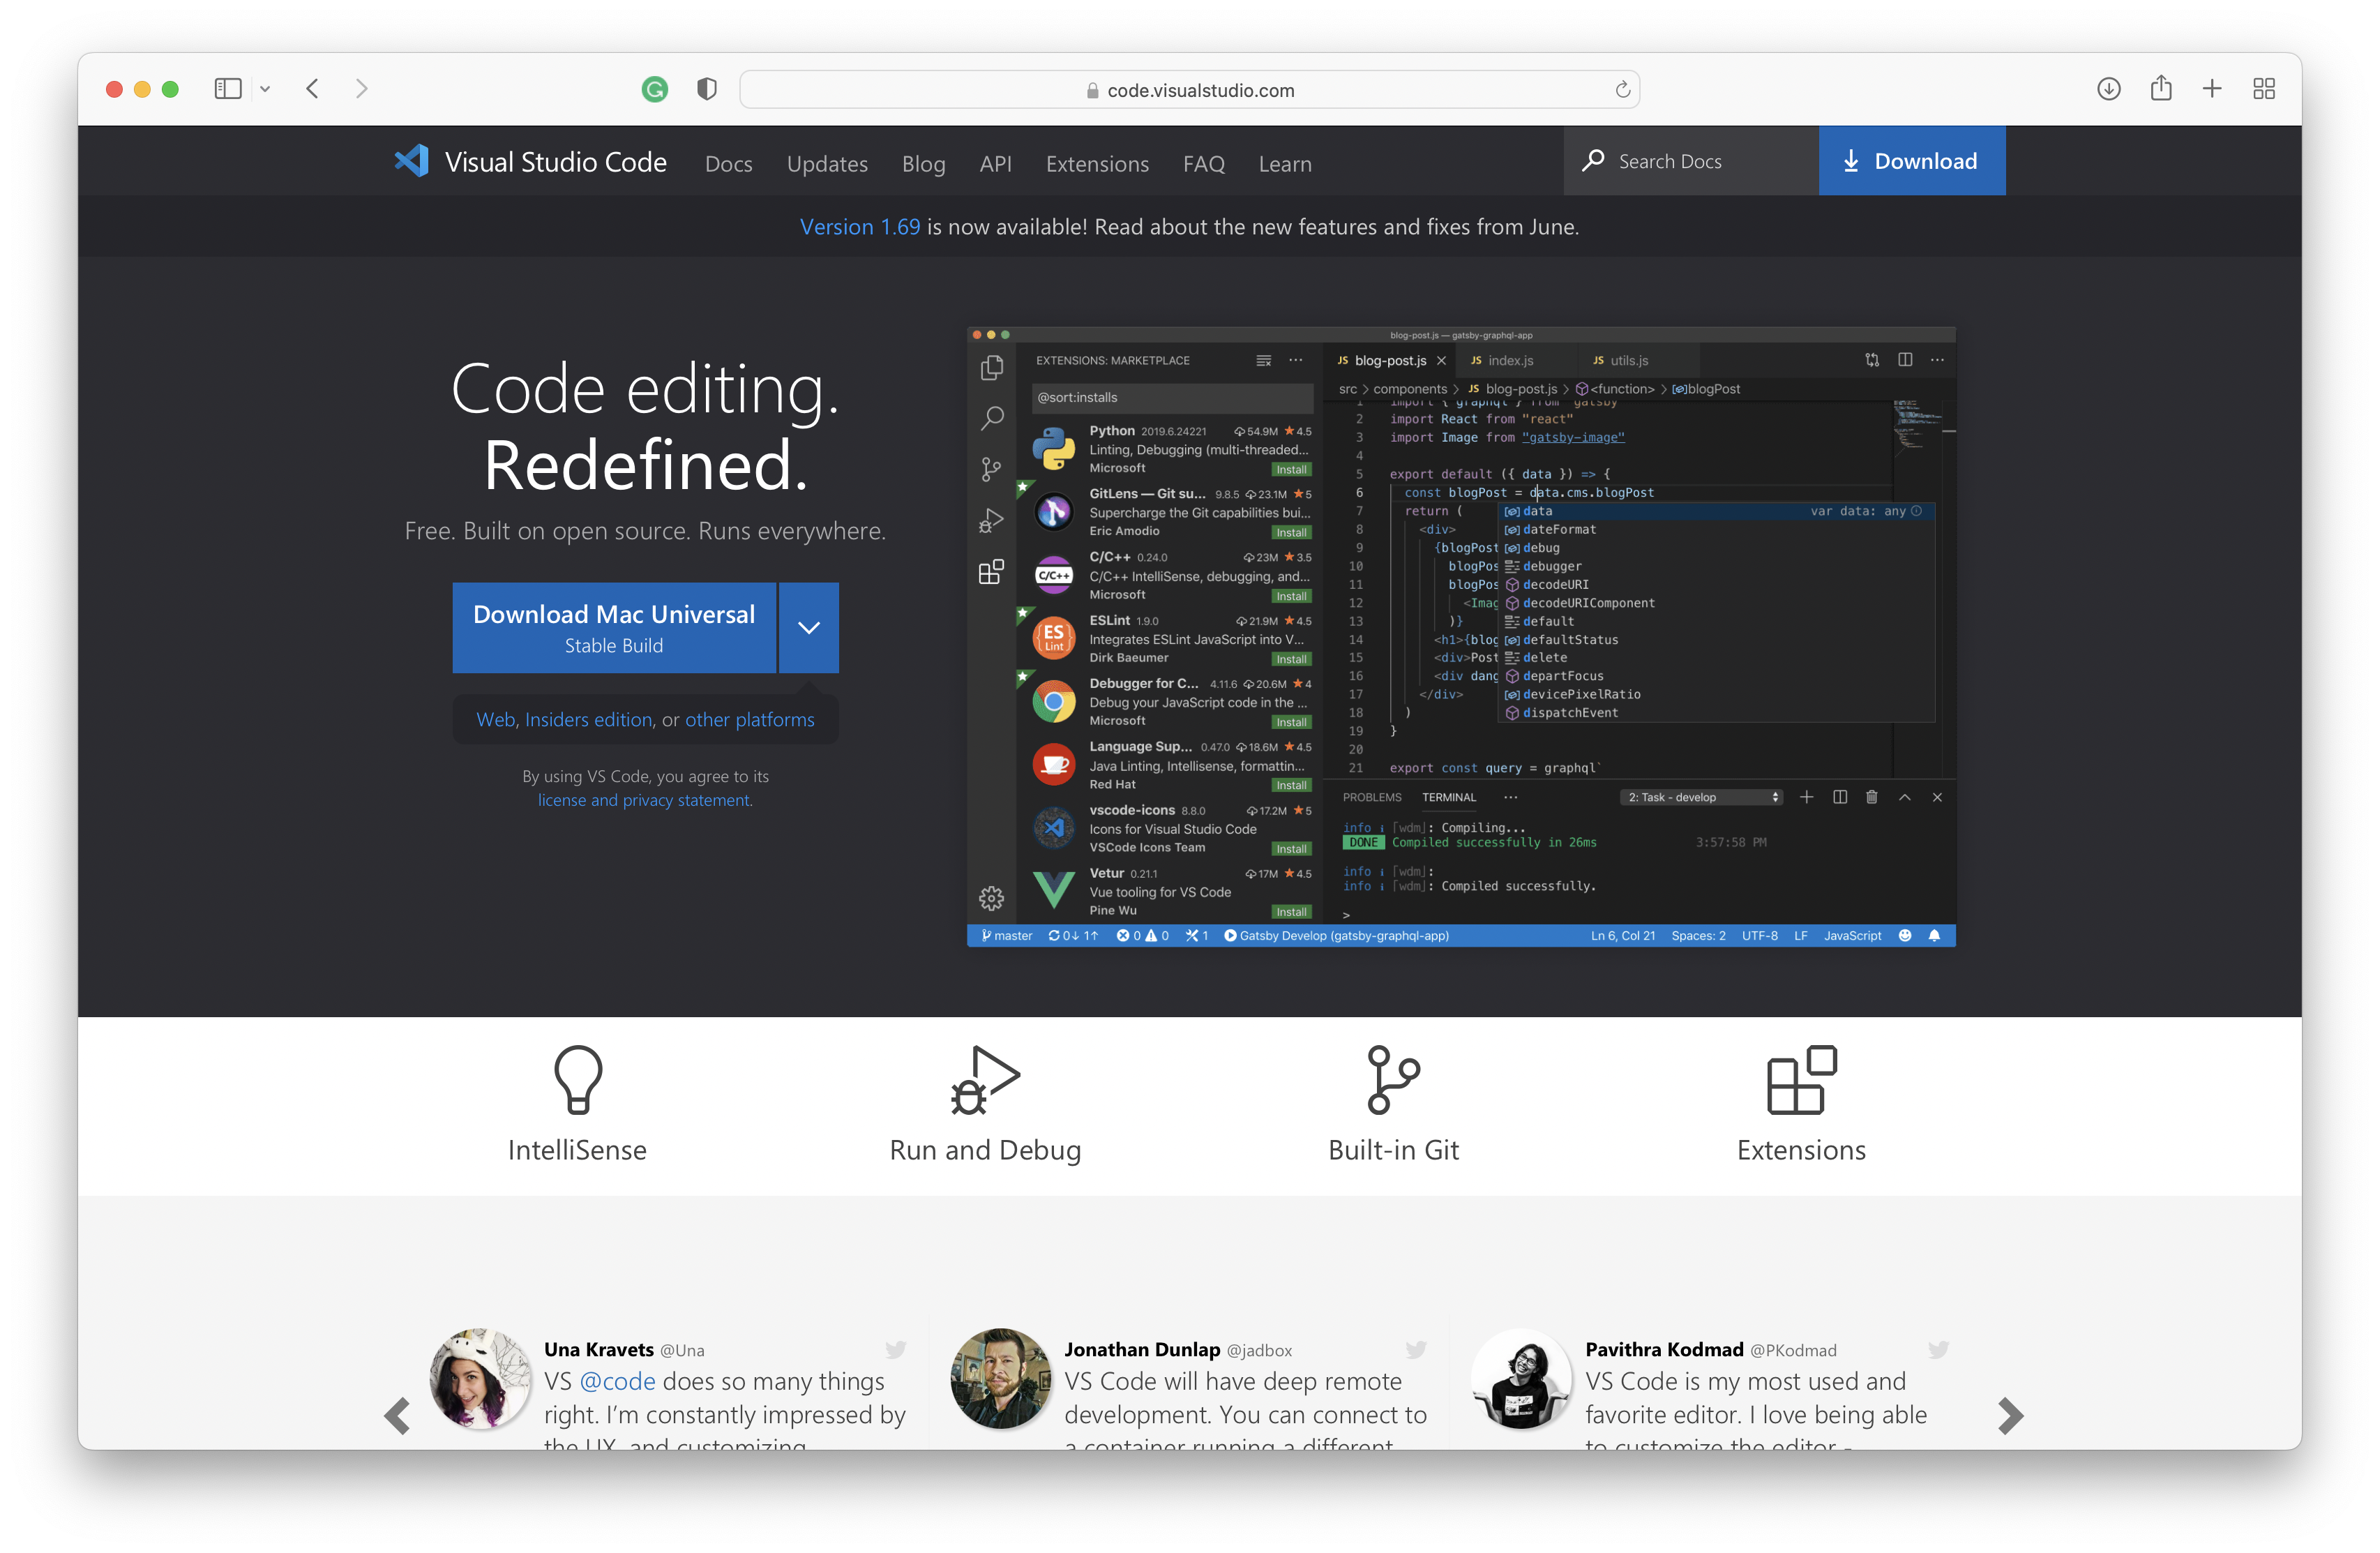 code.visualstudio.com
Visual Studio Code Docs Updates Blog API Extensions FAQ Learn
Search Docs Download
Version 1.69 is now available! Read about the new features and fixes from June.
Code editing.
Redefined.
Free. Built on open source. Runs everywhere.
Download Mac Universal
Stable Build
Web, Insiders edition, or other platforms
By using VS Code, you agree to its
license and privacy statement.
blog-post.js — gatsby-graphql-app
EXTENSIONS: MARKETPLACE
@sort:installs
Python 2019.6.24221 54.9M 4.5
Linting, Debugging (multi-threaded...
Microsoft Install
GitLens — Git su... 9.8.5 23.1M 5
Supercharge the Git capabilities bui...
Eric Amodio Install
C/C++
C/C++ 0.24.0 23M 3.5
C/C++ IntelliSense, debugging, and...
Microsoft Install
ES
Lint
ESLint 1.9.0 21.9M 4.5
Integrates ESLint JavaScript into V...
Dirk Baeumer Install
Debugger for C... 4.11.6 20.6M 4
Debug your JavaScript code in the ...
Microsoft Install
Language Sup... 0.47.0 18.6M 4.5
Java Linting, Intellisense, formattin...
Red Hat Install
vscode-icons 8.8.0 17.2M 5
Icons for Visual Studio Code
VSCode Icons Team Install
Vetur 0.21.1 17M 4.5
Vue tooling for VS Code
Pine Wu Install
JS blog-post.js JS index.js JS utils.js
src > components > JS blog-post.js > <function> > blogPost
1 import { graphql } from "gatsby"
2 import React from "react"
3 import Image from "gatsby-image"
4
5 export default ({ data }) => {
6 const blogPost = data.cms.blogPost
7 return (
8 <div>
9 {blogPost
10 blogPos
11 blogPos
12 <Imag
13 )}
14 <h1>{blog
15 <div>Post
16 <div dang
17 </div>
18 )
19 }
20
21 export const query = graphql`
data var data: any
dateFormat
debug
debugger
decodeURI
decodeURIComponent
default
defaultStatus
delete
departFocus
devicePixelRatio
dispatchEvent
PROBLEMS TERMINAL ... 2: Task - develop
info i ｢wdm｣: Compiling...
DONE Compiled successfully in 26ms 3:57:58 PM
info i ｢wdm｣:
info i ｢wdm｣: Compiled successfully.
>
master 0↓ 1↑ 0 0 1 Gatsby Develop (gatsby-graphql-app) Ln 6, Col 21 Spaces: 2 UTF-8 LF JavaScript
IntelliSense
Run and Debug
Built-in Git
Extensions
Una Kravets @Una
VS @code does so many things
right. I'm constantly impressed by
the UX, and customizing
Jonathan Dunlap @jadbox
VS Code will have deep remote
development. You can connect to
a container running a different
Pavithra Kodmad @PKodmad
VS Code is my most used and
favorite editor. I love being able
to customize the editor -